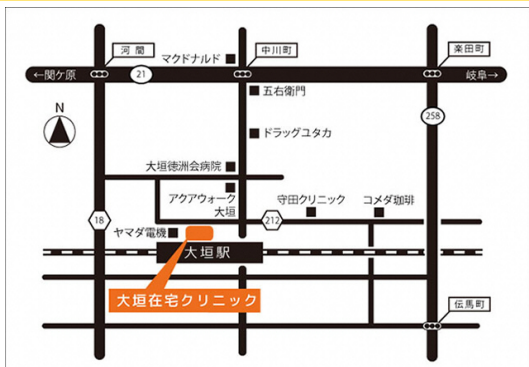 河間
マクドナルド
中川町
楽田町
←関ケ原
21
岐阜→
五右衛門
258
N
ドラッグユタカ
大垣徳洲会病院
アクアウォーク
大垣
守田クリニック
コメダ珈琲
18
212
ヤマダ電機
大垣駅
大垣在宅クリニック
伝馬町